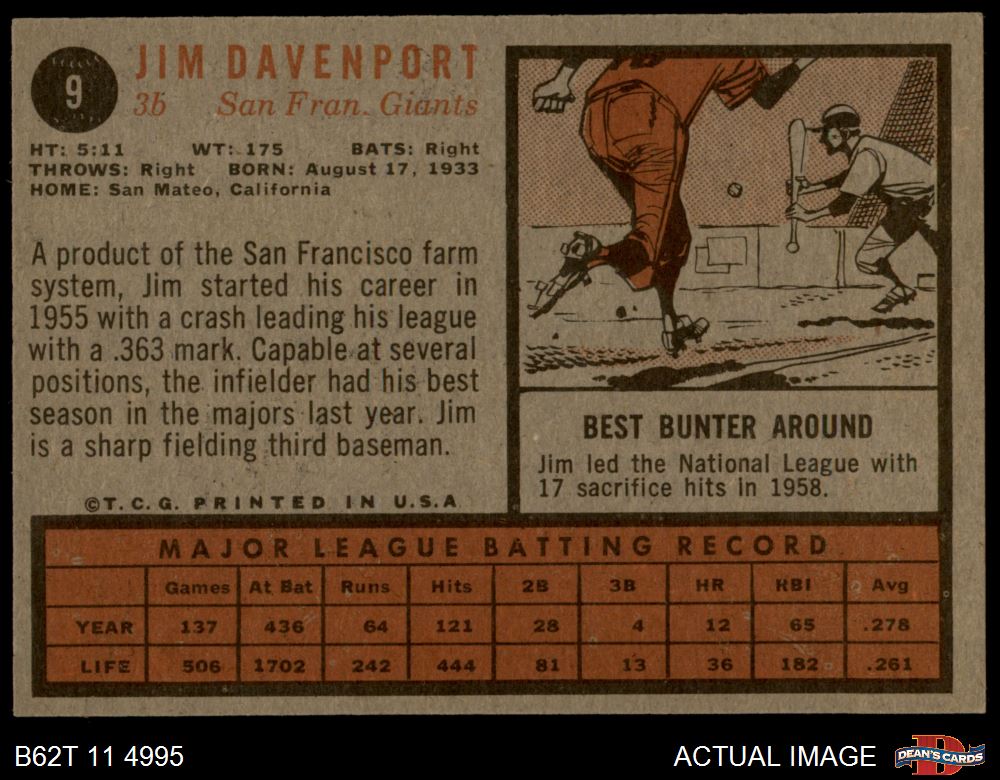 9
JIM DAVENPORT
3b San Fran. Giants
HT: 5:11 WT: 175 BATS: Right
THROWS: Right BORN: August 17, 1933
HOME: San Mateo, California
A product of the San Francisco farm
system, Jim started his career in
1955 with a crash leading his league
with a .363 mark. Capable at several
positions, the infielder had his best
season in the majors last year. Jim
is a sharp fielding third baseman.
©T.C.G. PRINTED IN U.S.A
BEST BUNTER AROUND
Jim led the National League with
17 sacrifice hits in 1958.
MAJOR LEAGUE BATTING RECORD
Games At Bat Runs Hits 2B 3B HR RBI Avg
YEAR 137 436 64 121 28 4 12 65 .278
LIFE 506 1702 242 444 81 13 36 182 .261
B62T 11 4995
ACTUAL IMAGE
D
DEAN'S CARDS